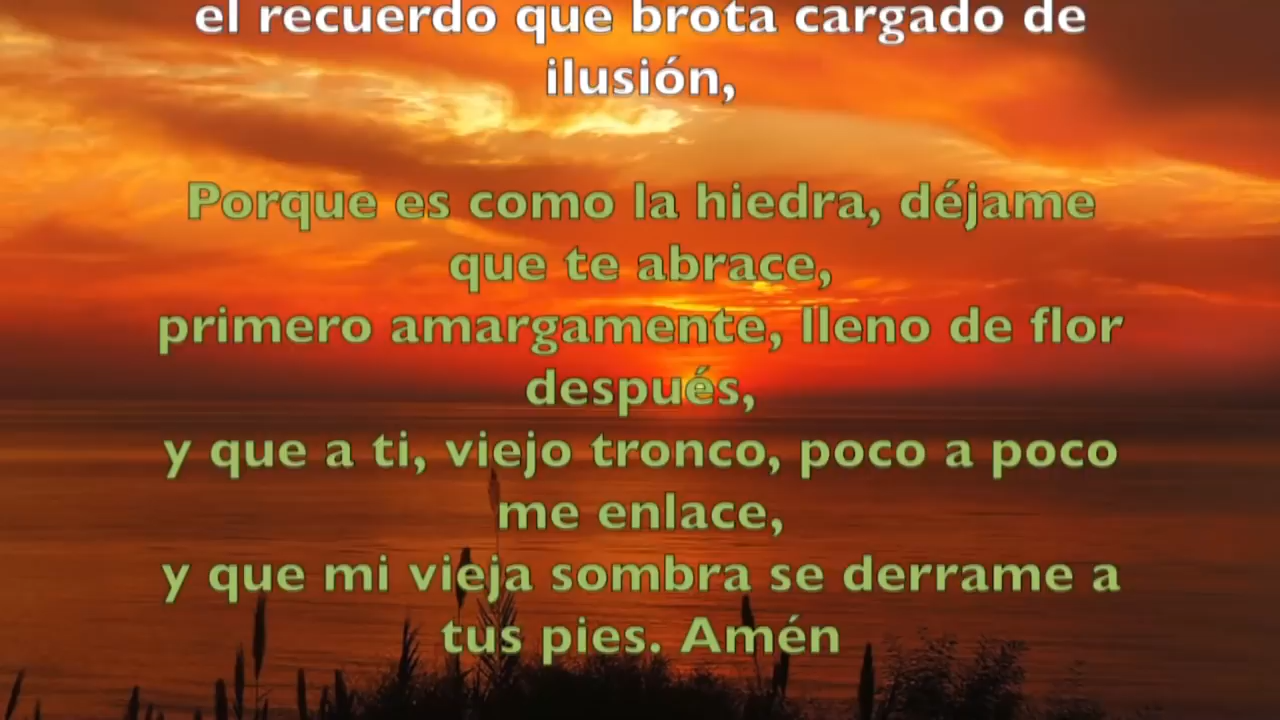 el recuerdo que brota cargado de
ilusión,
Porque es como la hiedra, déjame
que te abrace,
primero amargamente, lleno de flor
después,
y que a ti, viejo tronco, poco a poco
me enlace,
y que mi vieja sombra se derrame a
tus pies. Amén